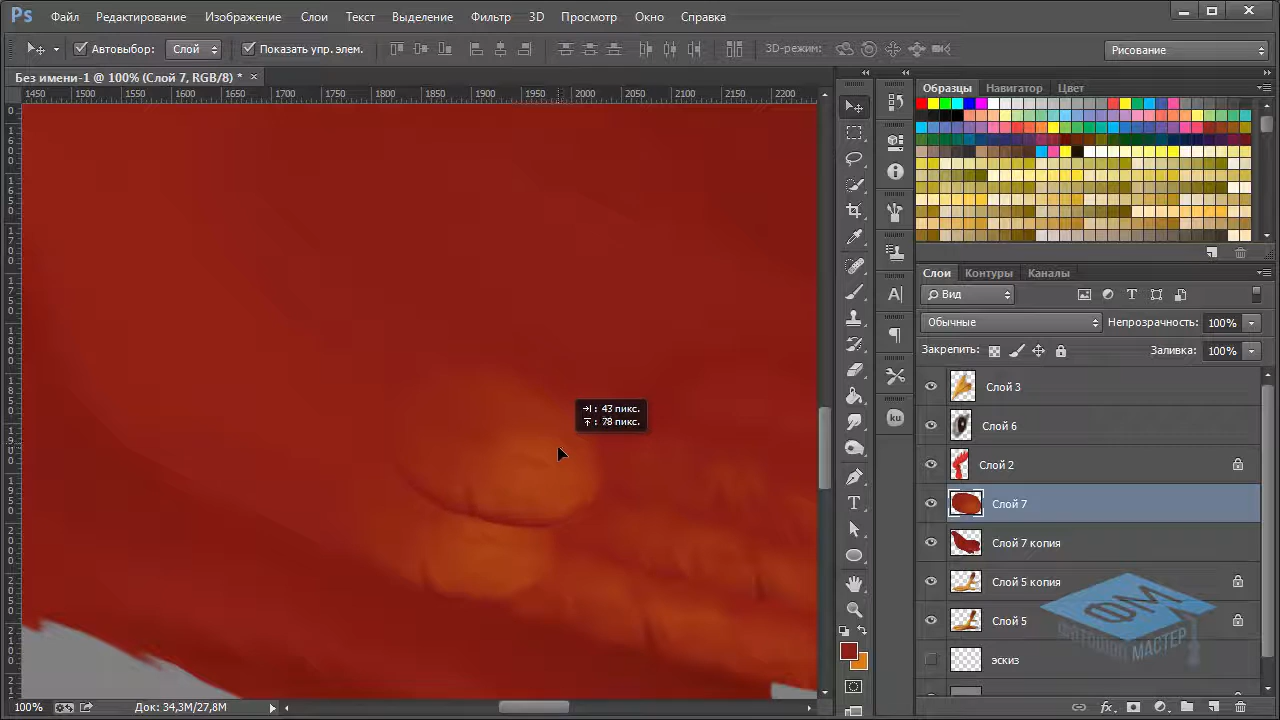 Ps Файл Редактирование Изображение Слои Текст Выделение Фильтр 3D Просмотр Окно Справка
Автовыбор: Слой Показать упр. элем. 3D-режим: Рисование
Без имени-1 @ 100% (Слой 7, RGB/8) * ×
1450 1500 1550 1600 1650 1700 1750 1800 1850 1900 1950 2000 2050 2100 2150 2200
Образцы Навигатор Цвет
Слои Контуры Каналы
Вид
Обычные Непрозрачность: 100%
Закрепить: Заливка: 100%
Слой 3
: 43 пикс.
: 78 пикс.
Слой 6
Слой 2
Слой 7
Слой 7 копия
Слой 5 копия
Слой 5
ФМ
ФОТОШОП МАСТЕР
эскиз
A
T
ku
100% Док: 34,3M/27,8M
fx